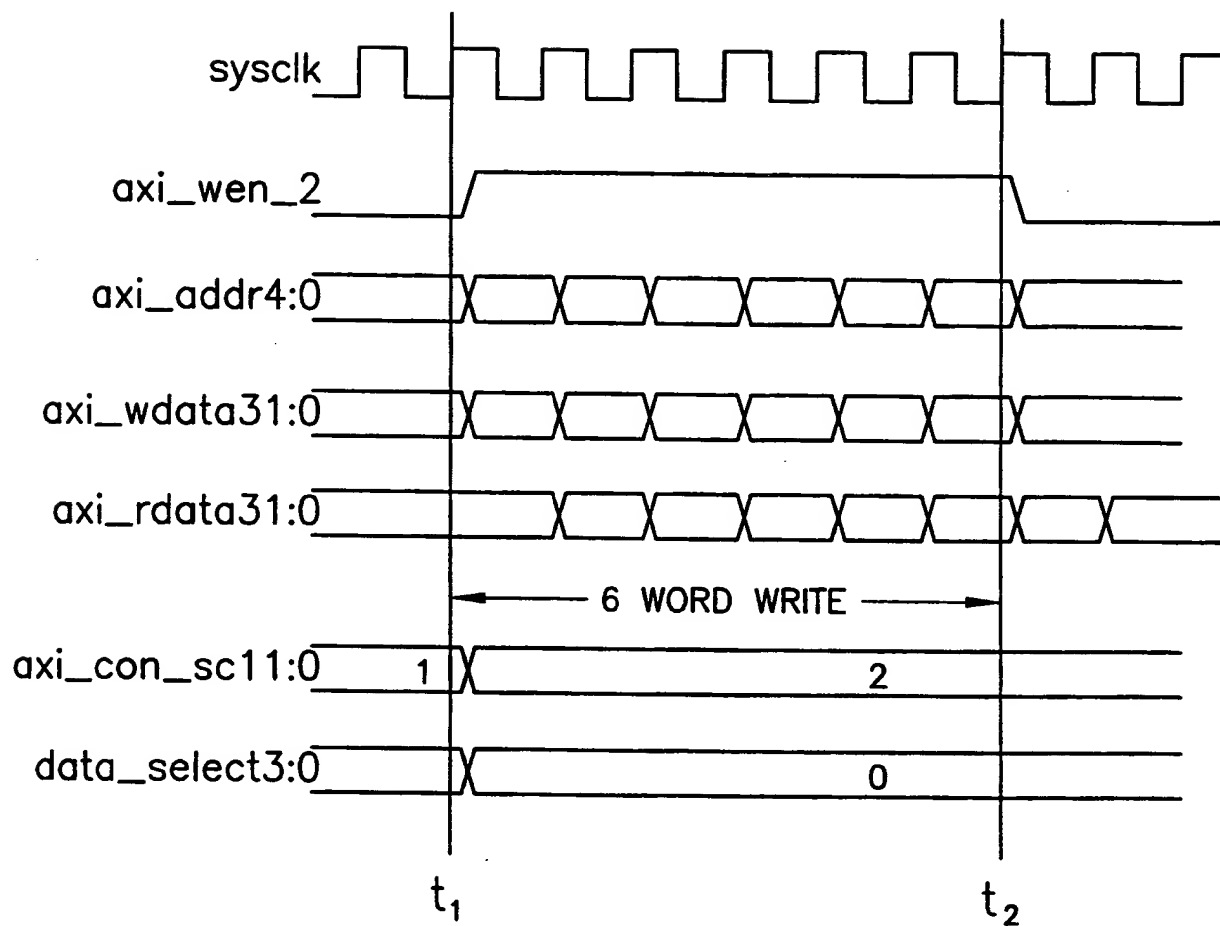 sysclk
axi_wen_2
axi_addr4:0
axi_wdata31:0
axi_rdata31:0
6 WORD WRITE
axi_con_sc11:0 1 2
data_select3:0 0
t1 t2